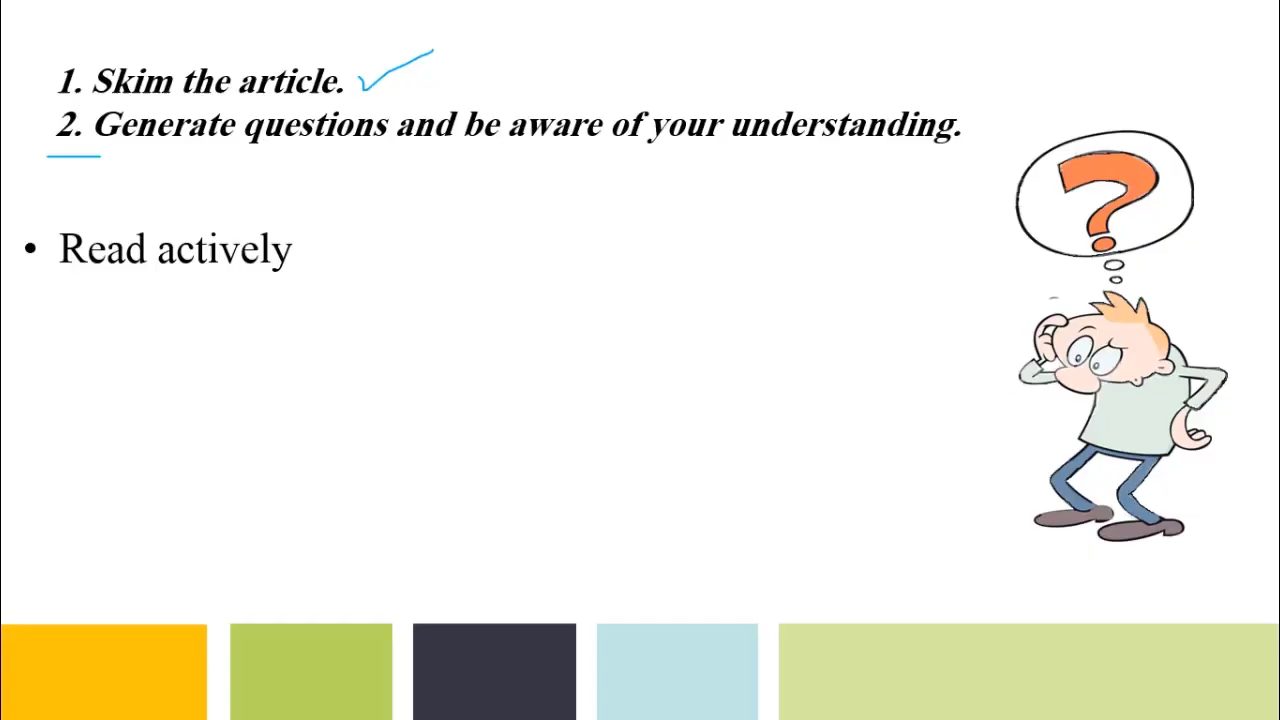 1. Skim the article.
2. Generate questions and be aware of your understanding.
• Read actively
?